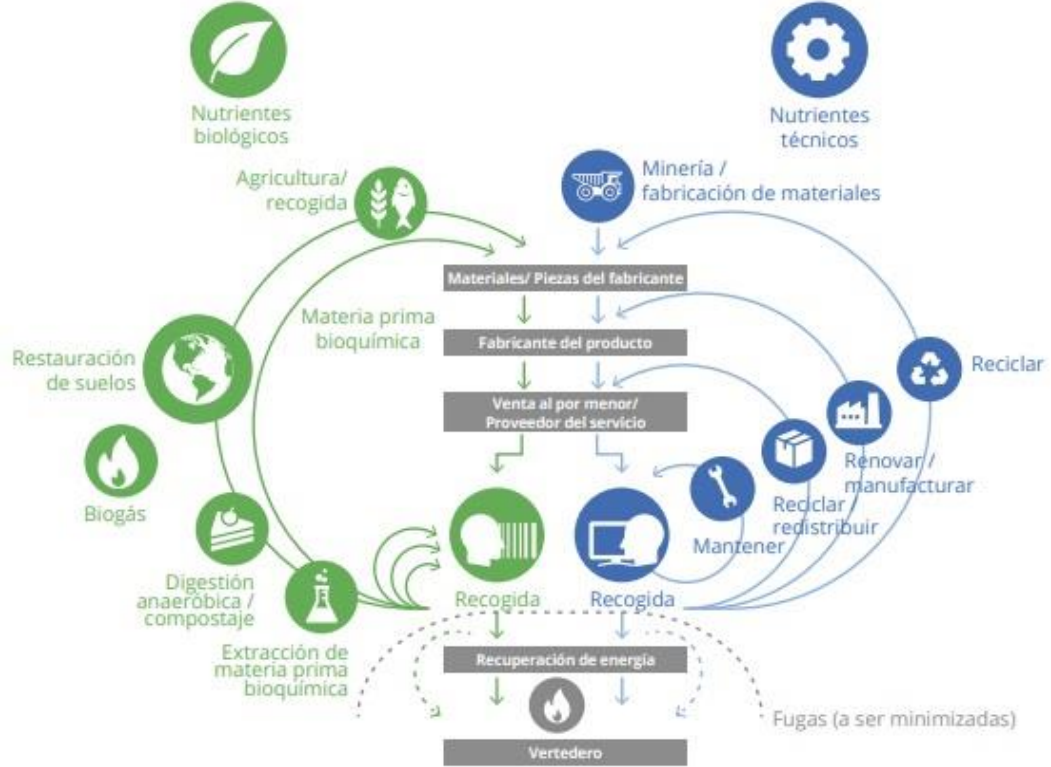 Nutrientes
biológicos
Nutrientes
técnicos
Agricultura/
recogida
Minería /
fabricación de materiales
Materiales/ Piezas del fabricante
Materia prima
bioquímica
Fabricante del producto
Restauración
de suelos
Reciclar
Venta al por menor/
Proveedor del servicio
Renovar /
manufacturar
Biogás
Reciclar
redistribuir
Mantener
Digestión
anaeróbica /
compostaje
Recogida
Recogida
Extracción de
materia prima
bioquímica
Recuperación de energía
Fugas (a ser minimizadas)
Vertedero